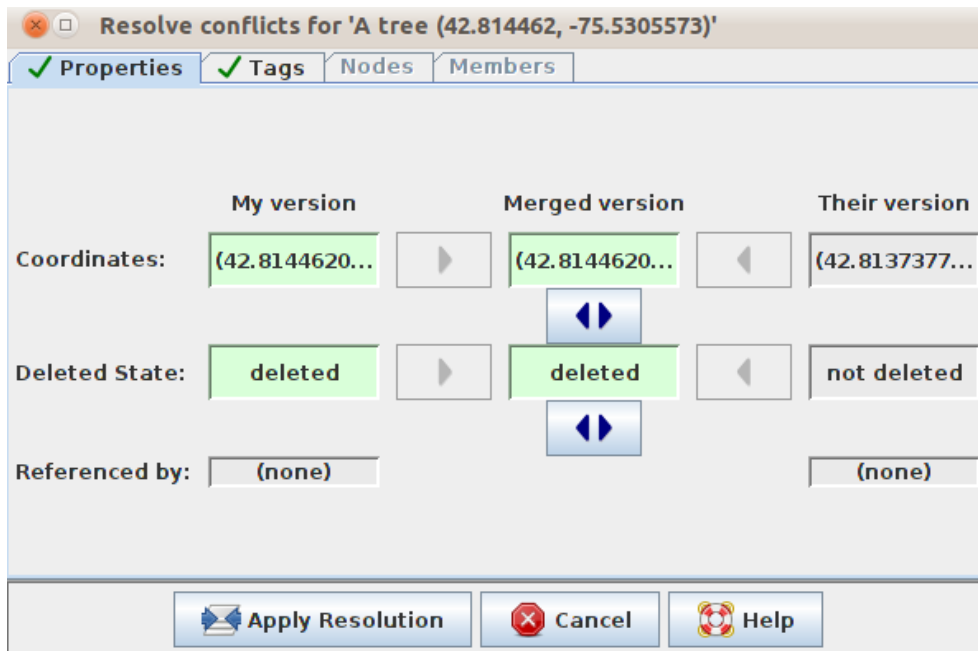 Resolve conflicts for 'A tree (42.814462, -75.5305573)'
Properties Tags Nodes Members
My version Merged version Their version
Coordinates: (42.8144620... (42.8144620... (42.8137377...
Deleted State: deleted deleted not deleted
Referenced by: (none) (none)
Apply Resolution Cancel Help